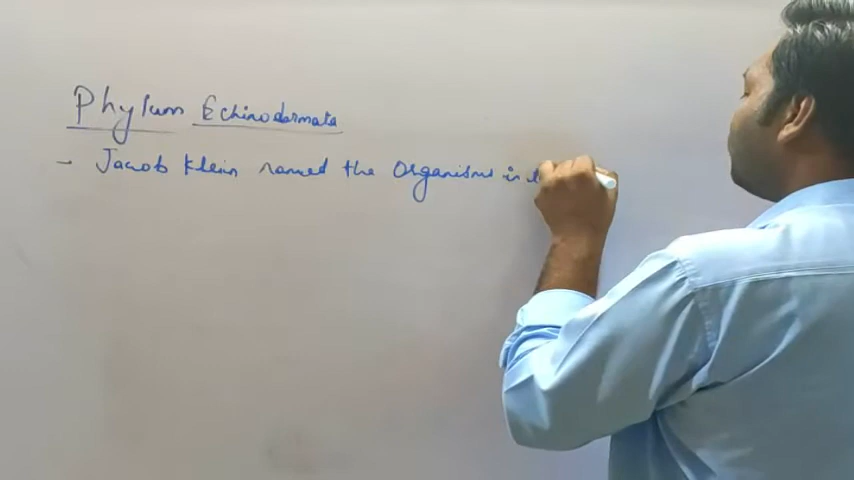 Phylum Echinodermata
- Jacob Klein named the Organisms in